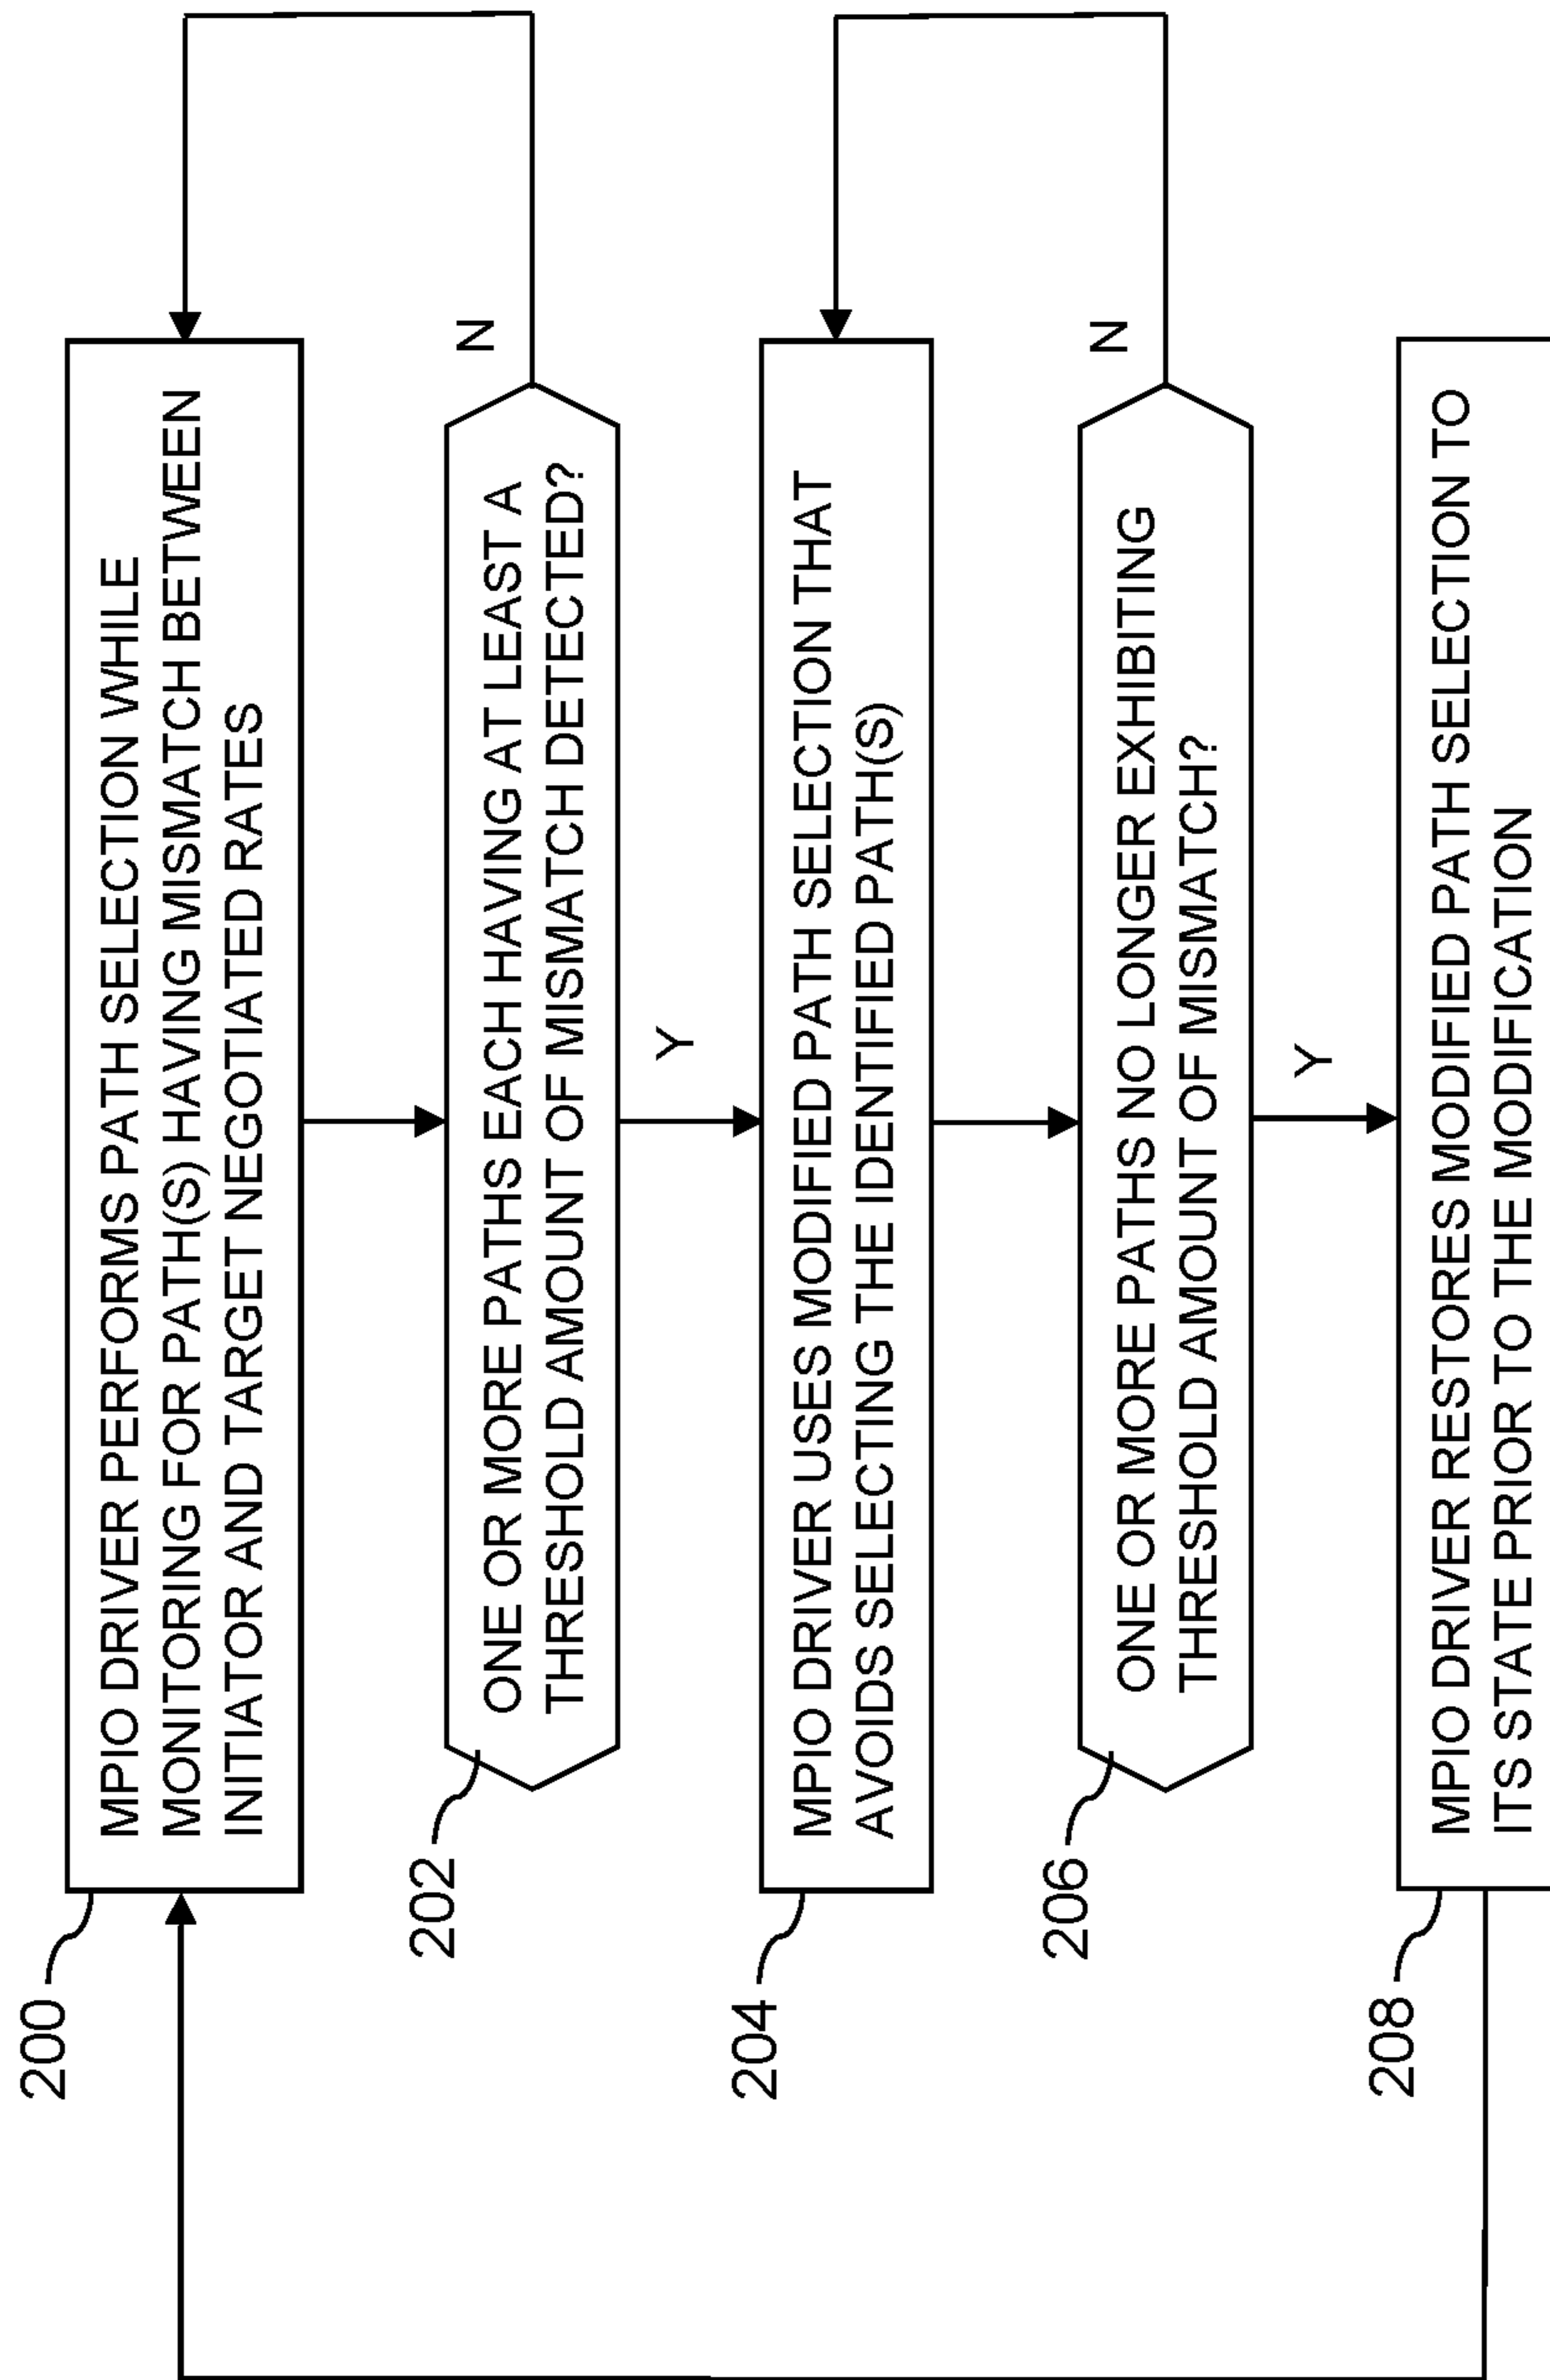 200
MPIO DRIVER PERFORMS PATH SELECTION WHILE
MONITORING FOR PATH(S) HAVING MISMATCH BETWEEN
INITIATOR AND TARGET NEGOTIATED RATES
202
ONE OR MORE PATHS EACH HAVING AT LEAST A
THRESHOLD AMOUNT OF MISMATCH DETECTED?
N
Y
204
MPIO DRIVER USES MODIFIED PATH SELECTION THAT
AVOIDS SELECTING THE IDENTIFIED PATH(S)
206
ONE OR MORE PATHS NO LONGER EXHIBITING
THRESHOLD AMOUNT OF MISMATCH?
N
Y
208
MPIO DRIVER RESTORES MODIFIED PATH SELECTION TO
ITS STATE PRIOR TO THE MODIFICATION